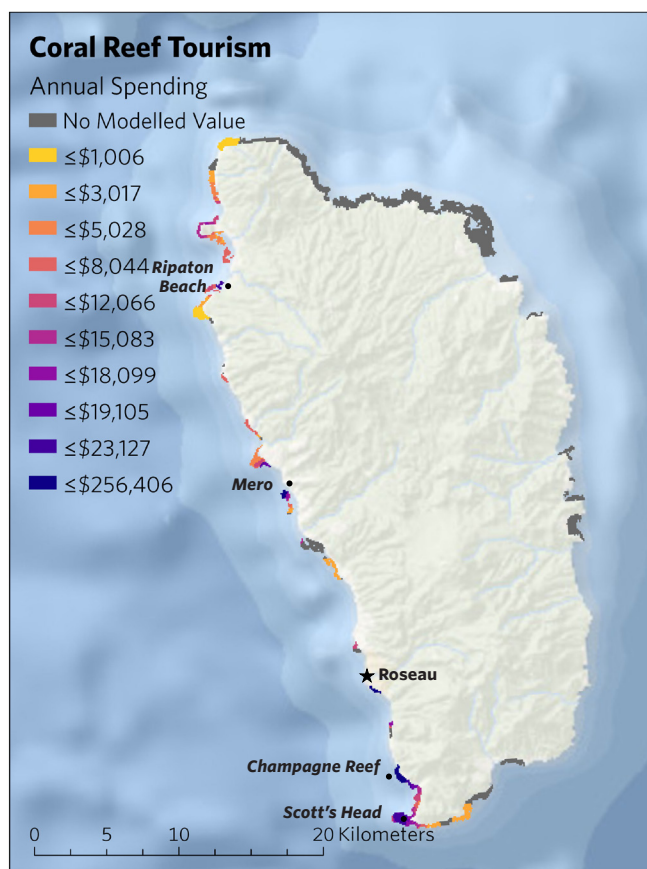 Coral Reef Tourism
Annual Spending
No Modelled Value
≤$1,006
≤$3,017
≤$5,028
≤$8,044
≤$12,066
≤$15,083
≤$18,099
≤$19,105
≤$23,127
≤$256,406
Ripaton
Beach
Mero
Roseau
Champagne Reef
Scott's Head
0 5 10 20 Kilometers